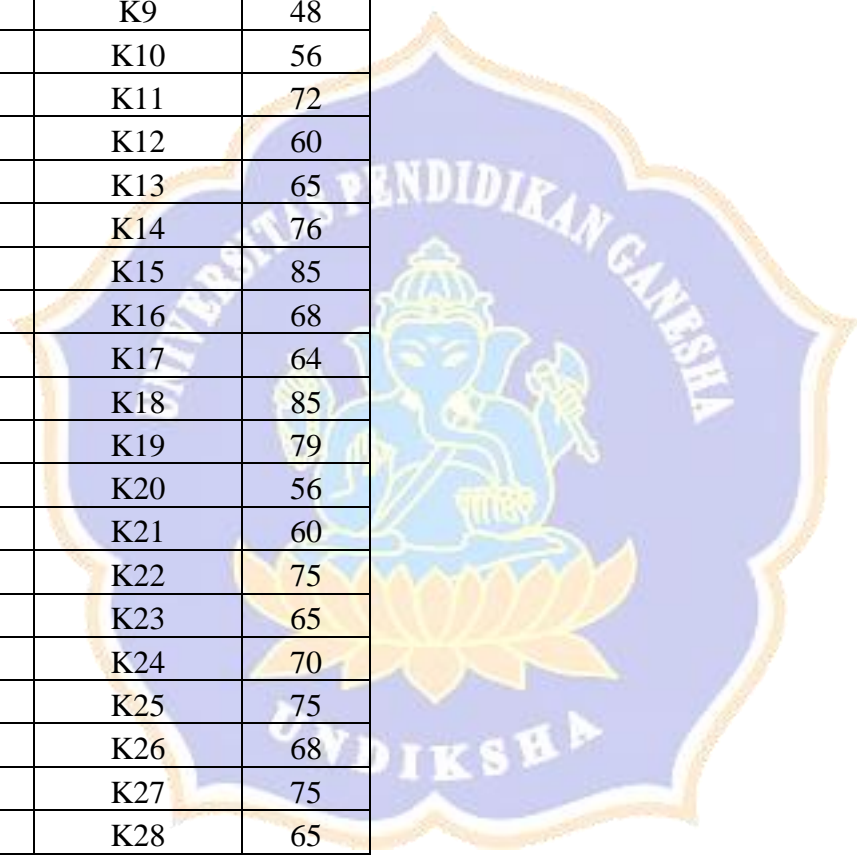 K9 48
K10 56
K11 72
K12 60
K13 65
K14 76
K15 85
K16 68
K17 64
K18 85
K19 79
K20 56
K21 60
K22 75
K23 65
K24 70
K25 75
K26 68
K27 75
K28 65
UNIVERSITAS PENDIDIKAN GANESHA
UNDIKSHA